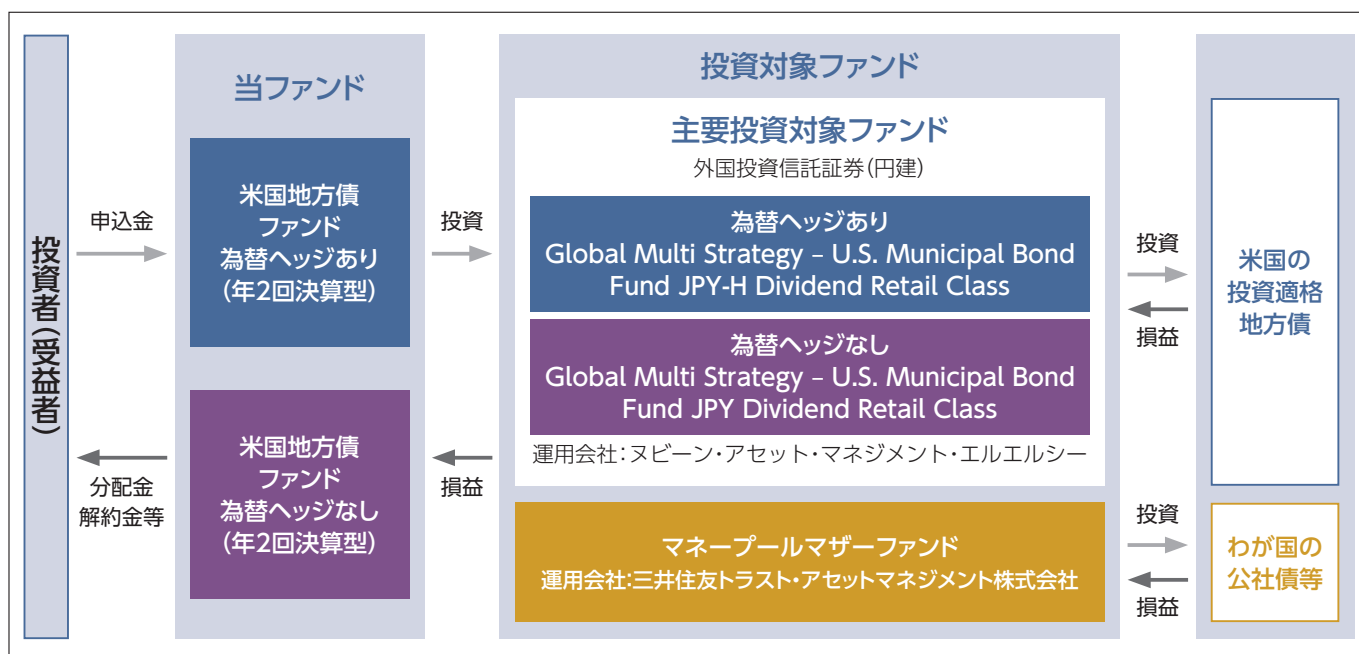 投資者(受益者)
申込金
分配金
解約金等
当ファンド
米国地方債
ファンド
為替ヘッジあり
(年2回決算型)
米国地方債
ファンド
為替ヘッジなし
(年2回決算型)
投資
損益
投資対象ファンド
主要投資対象ファンド
外国投資信託証券(円建)
為替ヘッジあり
Global Multi Strategy – U.S. Municipal Bond
Fund JPY-H Dividend Retail Class
為替ヘッジなし
Global Multi Strategy – U.S. Municipal Bond
Fund JPY Dividend Retail Class
運用会社:ヌビーン・アセット・マネジメント・エルエルシー
マネープールマザーファンド
運用会社:三井住友トラスト・アセットマネジメント株式会社
投資
損益
投資
損益
米国の
投資適格
地方債
わが国の
公社債等